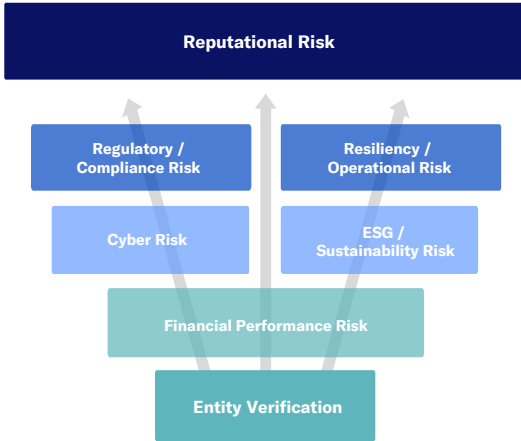 Reputational Risk
Regulatory /
Compliance Risk
Resiliency /
Operational Risk
Cyber Risk
ESG /
Sustainability Risk
Financial Performance Risk
Entity Verification